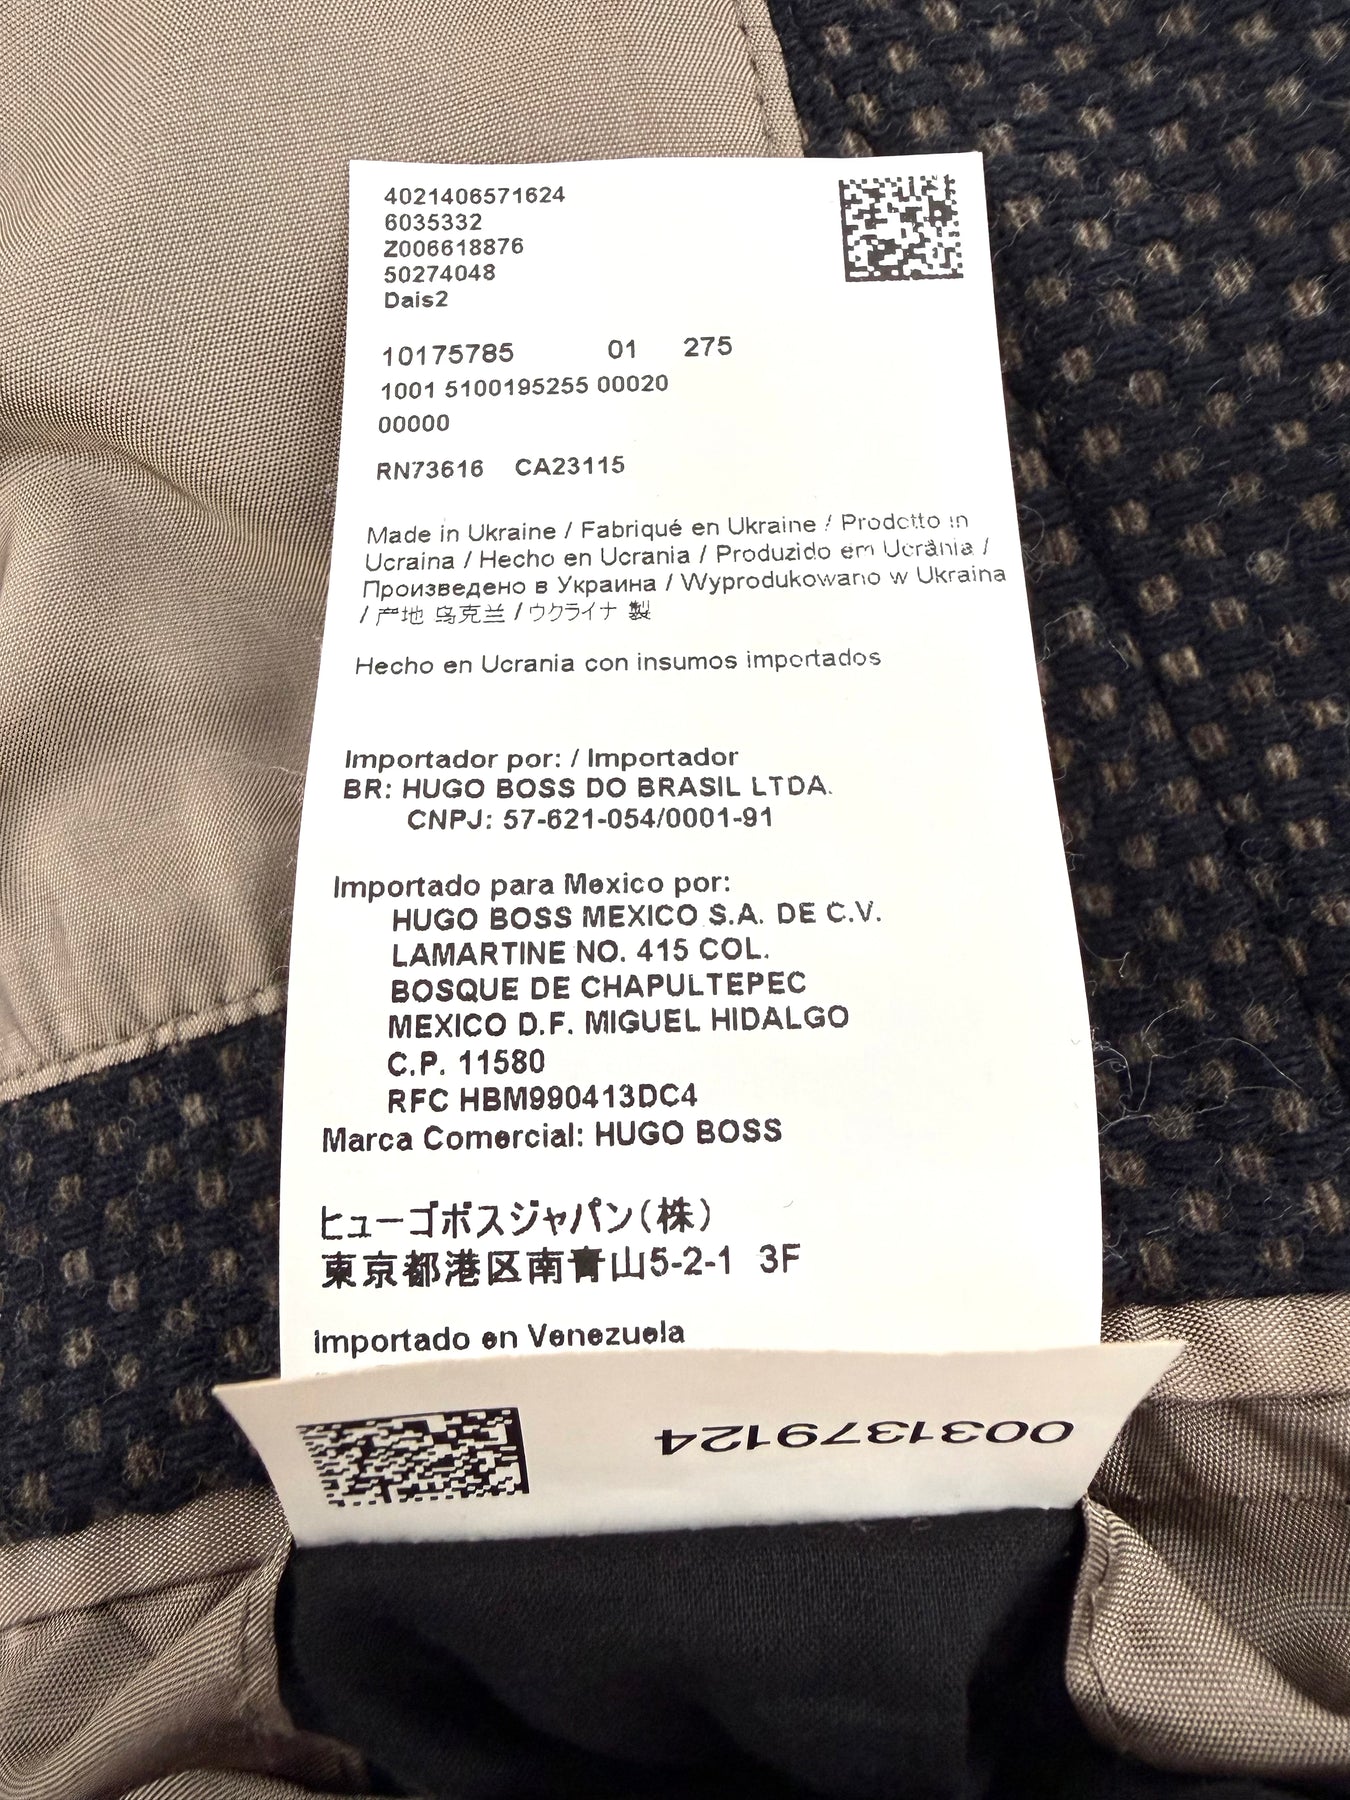 4021406571624
6035332
Z006618876
50274048
Dais2
10175785 01 275
1001 5100195255 00020
00000
RN73616 CA23115
Made in Ukraine / Fabriqué en Ukraine / Prodotto in
Ucraina / Hecho en Ucrania / Produzido em Ucrânia /
Произведено в Украина / Wyprodukowano w Ukraina
/ 产地 乌克兰 / ウクライナ 製
Hecho en Ucrania con insumos importados
Importador por: / Importador
BR: HUGO BOSS DO BRASIL LTDA.
CNPJ: 57-621-054/0001-91
Importado para Mexico por:
HUGO BOSS MEXICO S.A. DE C.V.
LAMARTINE NO. 415 COL.
BOSQUE DE CHAPULTEPEC
MEXICO D.F. MIGUEL HIDALGO
C.P. 11580
RFC HBM990413DC4
Marca Comercial: HUGO BOSS
ヒューゴボスジャパン(株)
東京都港区南青山5-2-1 3F
Importado en Venezuela
0031379124